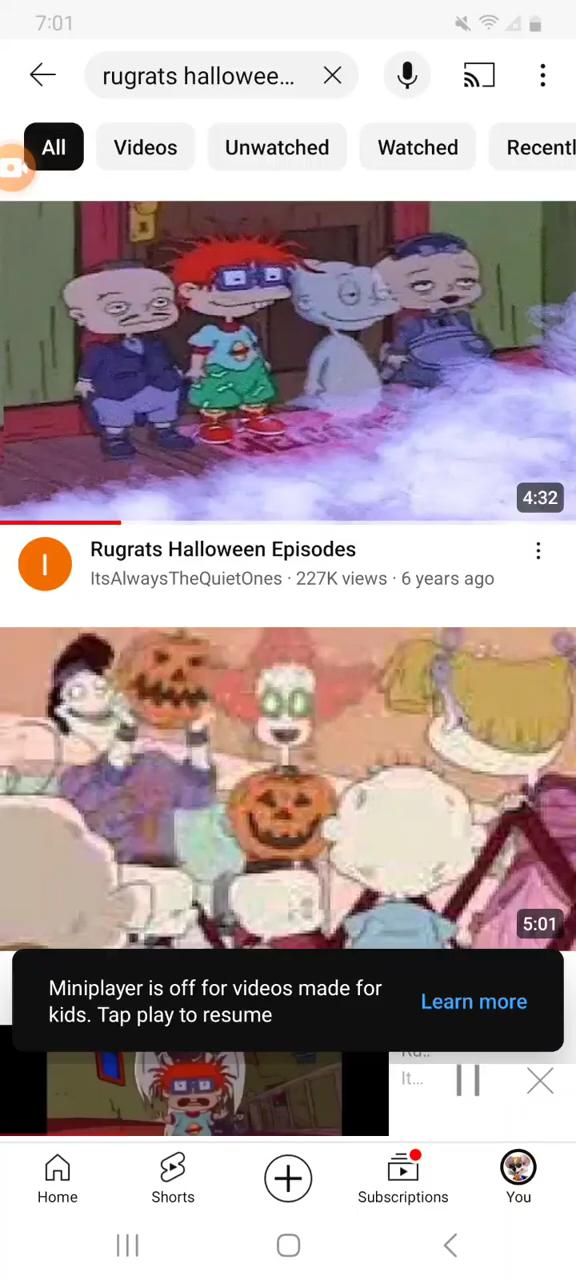 7:01
rugrats hallowee...
All
Videos
Unwatched
Watched
Recentl
4:32
Rugrats Halloween Episodes
I
ItsAlwaysTheQuietOnes · 227K views · 6 years ago
5:01
Miniplayer is off for videos made for
kids. Tap play to resume
Learn more
It...
Home
Shorts
Subscriptions
You